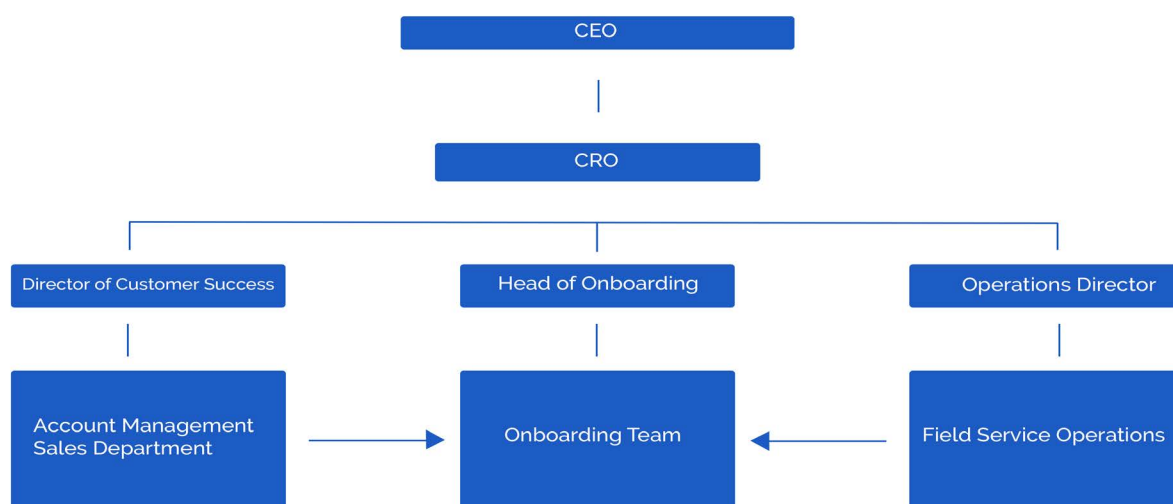 CEO
CRO
Director of Customer Success
Head of Onboarding
Operations Director
Account Management
Sales Department
Onboarding Team
Field Service Operations